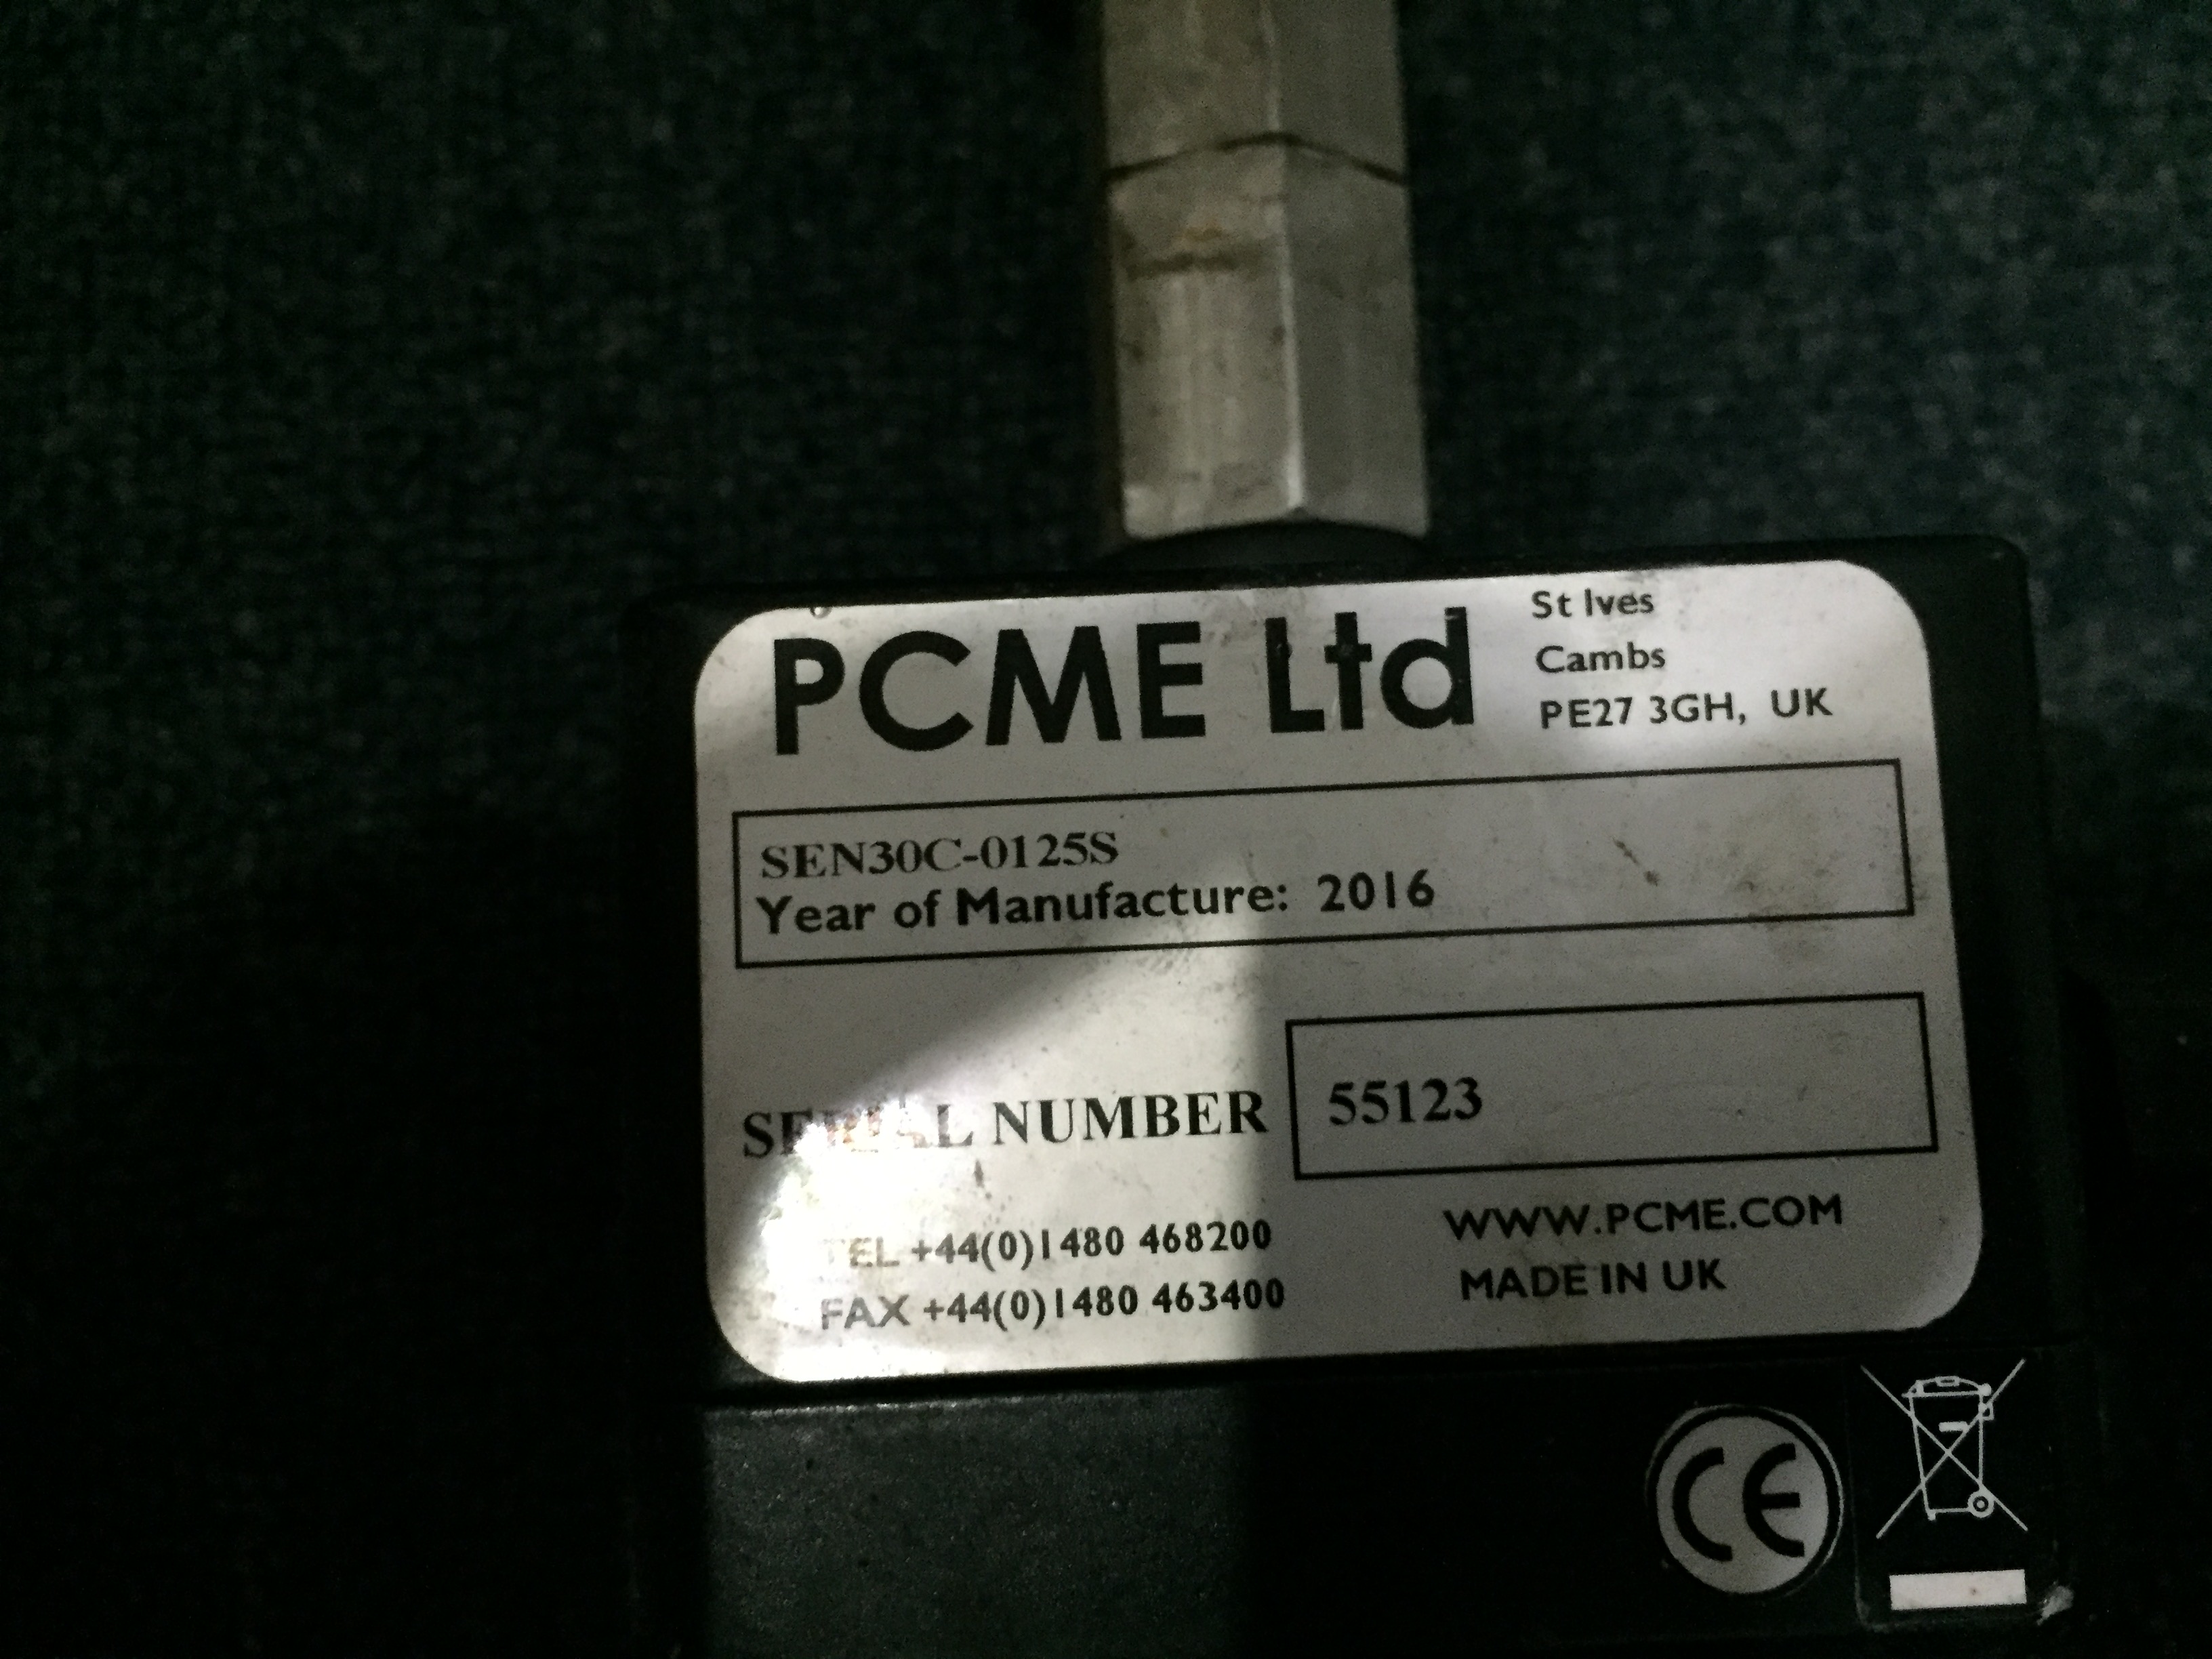 PCME Ltd
St Ives
Cambs
PE27 3GH, UK
SEN30C-0125S
Year of Manufacture: 2016
SERIAL NUMBER
55123
TEL +44(0)1480 468200
FAX +44(0)1480 463400
WWW.PCME.COM
MADE IN UK
CE